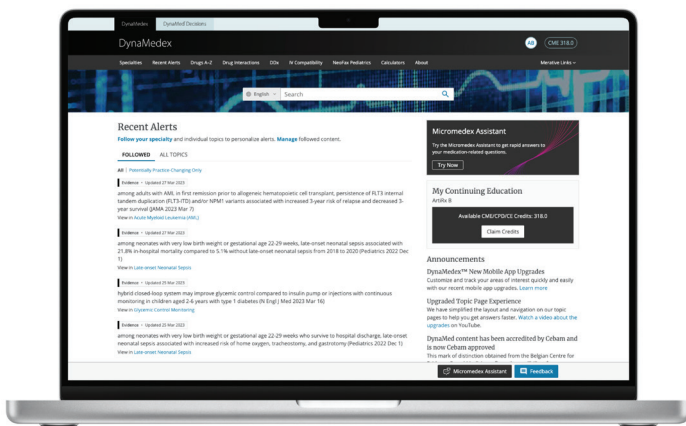 DynaMedex DynaMed Decisions
DynaMedex
AB CME 318.0
Specialties Recent Alerts Drugs A–Z Drug Interactions DDx IV Compatibility NeoFax Pediatrics Calculators About Merative Links
English Search
Recent Alerts
Follow your specialty and individual topics to personalize alerts. Manage followed content.
FOLLOWED ALL TOPICS
All | Potentially Practice-Changing Only
Evidence • Updated 27 Mar 2023
among adults with AML in first remission prior to allogeneic hematopoietic cell transplant, persistence of FLT3 internal
tandem duplication (FLT3-ITD) and/or NPM1 variants associated with increased 3-year risk of relapse and decreased 3-
year survival (JAMA 2023 Mar 7)
View in Acute Myeloid Leukemia (AML)
Evidence • Updated 27 Mar 2023
among neonates with very low birth weight or gestational age 22-29 weeks, late-onset neonatal sepsis associated with
21.8% in-hospital mortality compared to 5.1% without late-onset neonatal sepsis from 2018 to 2020 (Pediatrics 2022 Dec
1)
View in Late-onset Neonatal Sepsis
Evidence • Updated 25 Mar 2023
hybrid closed-loop system may improve glycemic control compared to insulin pump or injections with continuous
monitoring in children aged 2-6 years with type 1 diabetes (N Engl J Med 2023 Mar 16)
View in Glycemic Control Monitoring
Evidence • Updated 25 Mar 2023
among neonates with very low birth weight or gestational age 22-29 weeks who survive to hospital discharge, late-onset
neonatal sepsis associated with increased risk of home oxygen, tracheostomy, and gastrostomy (Pediatrics 2022 Dec 1)
View in Late-onset Neonatal Sepsis
Micromedex Assistant
Try the Micromedex Assistant to get rapid answers to
your medication-related questions.
Try Now
My Continuing Education
ArtiRx B
Available CME/CPD/CE Credits: 318.0
Claim Credits
Announcements
DynaMedex™ New Mobile App Upgrades
Customize and track your areas of interest quickly and easily
with our recent mobile app upgrades. Learn more
Upgraded Topic Page Experience
We have simplified the layout and navigation on our topic
pages to help you get answers faster. Watch a video about the
upgrades on YouTube.
DynaMed content has been accredited by Cebam and
is now Cebam approved
This mark of distinction obtained from the Belgian Centre for
Micromedex Assistant Feedback